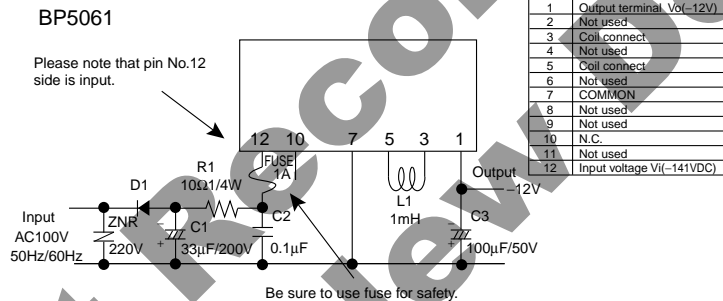 BP5061
Please note that pin No.12
side is input.
12 10 7 5 3 1
FUSE
1A
R1
10Ω1/4W
D1
L1
1mH
Output
−12V
Input
AC100V
50Hz/60Hz
ZNR
220V
−
C1
+
33μF/200V
C2
0.1μF
C3
+
100μF/50V
Be sure to use fuse for safety.
1 Output terminal Vo(−12V)
2 Not used
3 Coil connect
4 Not used
5 Coil connect
6 Not used
7 COMMON
8 Not used
9 Not used
10 N.C.
11 Not used
12 Input voltage Vi(−141VDC)